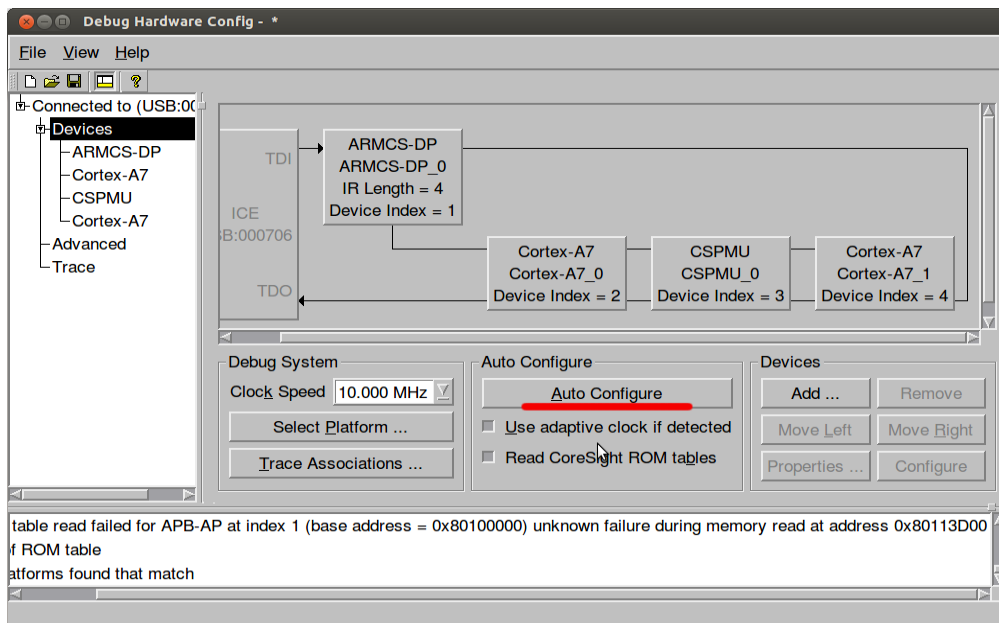 Debug Hardware Config - *
File View Help
Connected to (USB:00
Devices
ARMCS-DP
Cortex-A7
CSPMU
Cortex-A7
Advanced
Trace
TDI
ICE
SB:000706
TDO
ARMCS-DP
ARMCS-DP_0
IR Length = 4
Device Index = 1
Cortex-A7
Cortex-A7_0
Device Index = 2
CSPMU
CSPMU_0
Device Index = 3
Cortex-A7
Cortex-A7_1
Device Index = 4
Debug System
Clock Speed 10.000 MHz
Select Platform ...
Trace Associations ...
Auto Configure
Auto Configure
Use adaptive clock if detected
Read CoreSight ROM tables
Devices
Add ... Remove
Move Left Move Right
Properties ... Configure
table read failed for APB-AP at index 1 (base address = 0x80100000) unknown failure during memory read at address 0x80113D00
of ROM table
atforms found that match